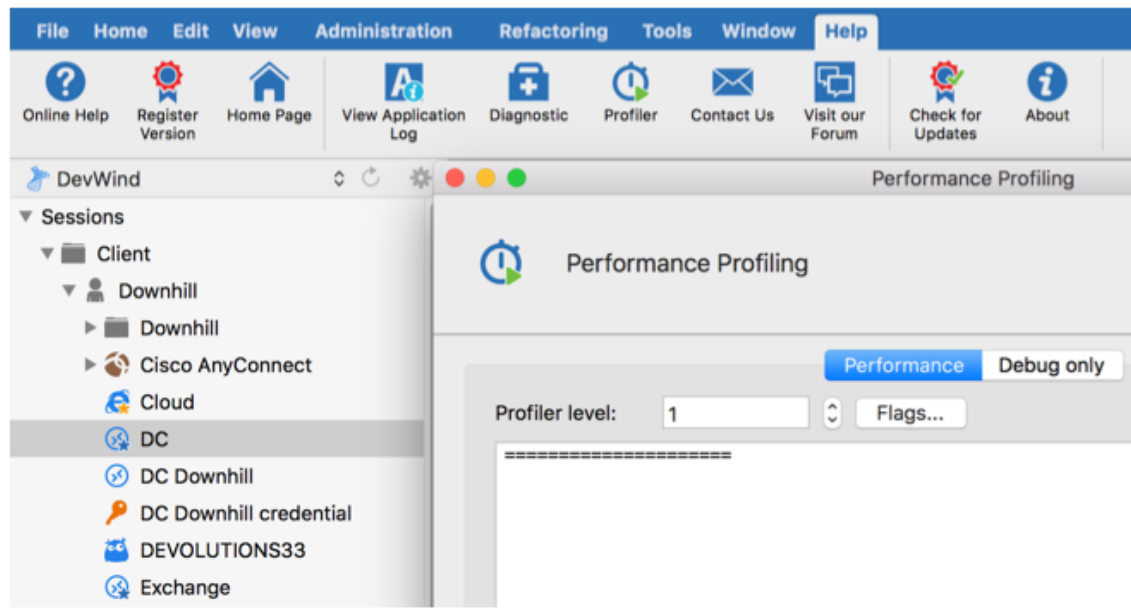 File Home Edit View Administration Refactoring Tools Window Help
Online Help Register Version Home Page View Application Log Diagnostic Profiler Contact Us Visit our Forum Check for Updates About
DevWind
Performance Profiling
Sessions
Client
Downhill
Downhill
Cisco AnyConnect
Cloud
DC
DC Downhill
DC Downhill credential
DEVOLUTIONS33
Exchange
Performance Profiling
Performance Debug only
Profiler level: 1 Flags...
=====================